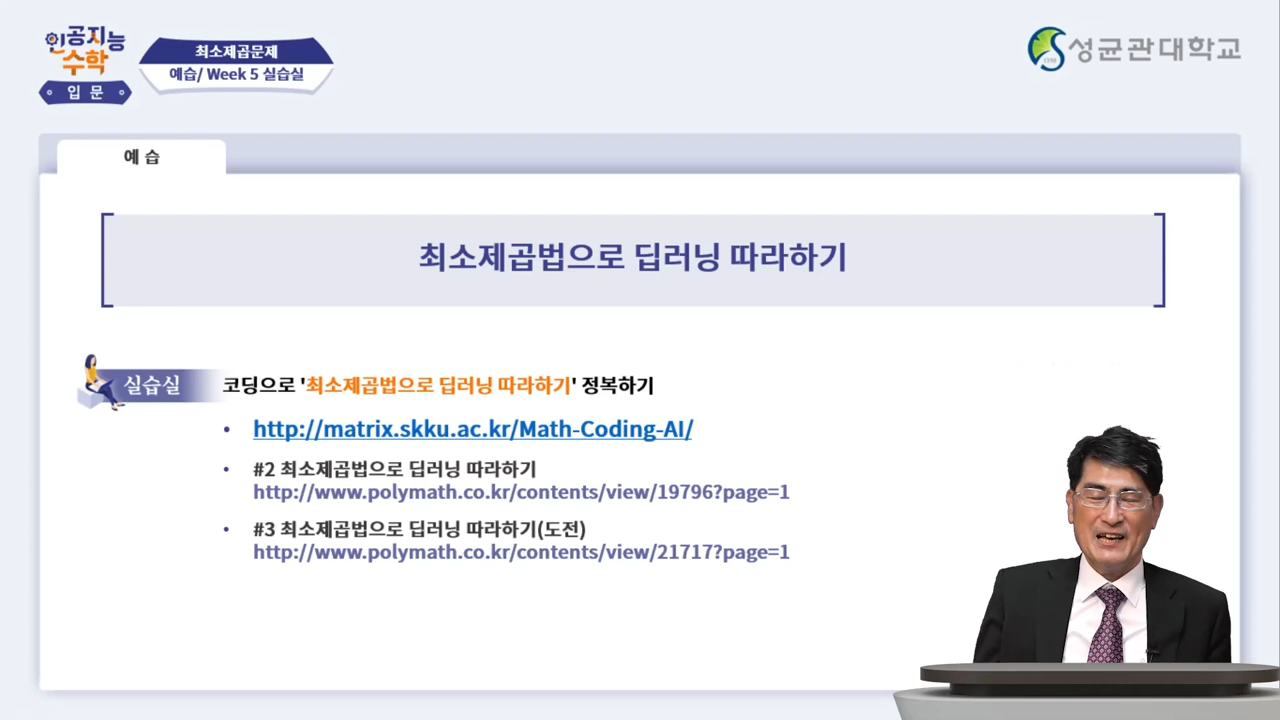 인공지능
수학
입 문
최소제곱문제
예습/ Week 5 실습실
성균관대학교
예 습
최소제곱법으로 딥러닝 따라하기
실습실
코딩으로 '최소제곱법으로 딥러닝 따라하기' 정복하기
• http://matrix.skku.ac.kr/Math-Coding-AI/
• #2 최소제곱법으로 딥러닝 따라하기
http://www.polymath.co.kr/contents/view/19796?page=1
• #3 최소제곱법으로 딥러닝 따라하기(도전)
http://www.polymath.co.kr/contents/view/21717?page=1